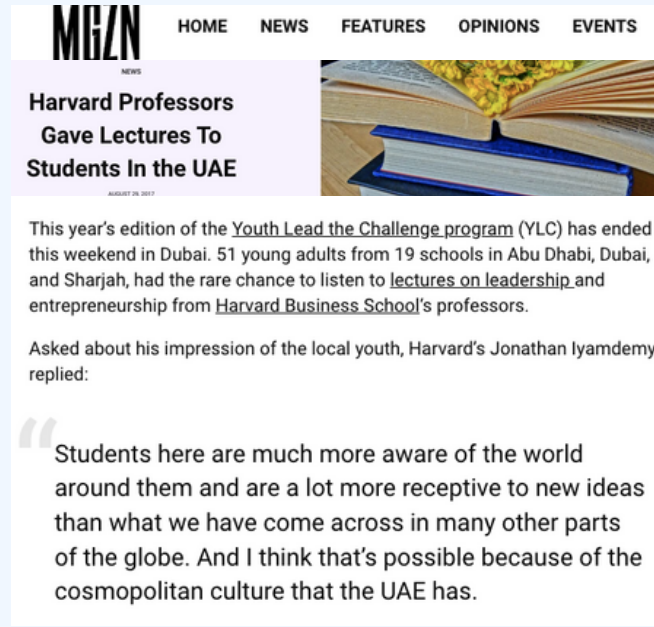 MGZN
HOME NEWS FEATURES OPINIONS EVENTS
NEWS
Harvard Professors
Gave Lectures To
Students In the UAE
AUGUST 29, 2017
This year's edition of the Youth Lead the Challenge program (YLC) has ended
this weekend in Dubai. 51 young adults from 19 schools in Abu Dhabi, Dubai,
and Sharjah, had the rare chance to listen to lectures on leadership and
entrepreneurship from Harvard Business School's professors.
Asked about his impression of the local youth, Harvard's Jonathan Iyamdemy
replied:
“
Students here are much more aware of the world
around them and are a lot more receptive to new ideas
than what we have come across in many other parts
of the globe. And I think that's possible because of the
cosmopolitan culture that the UAE has.